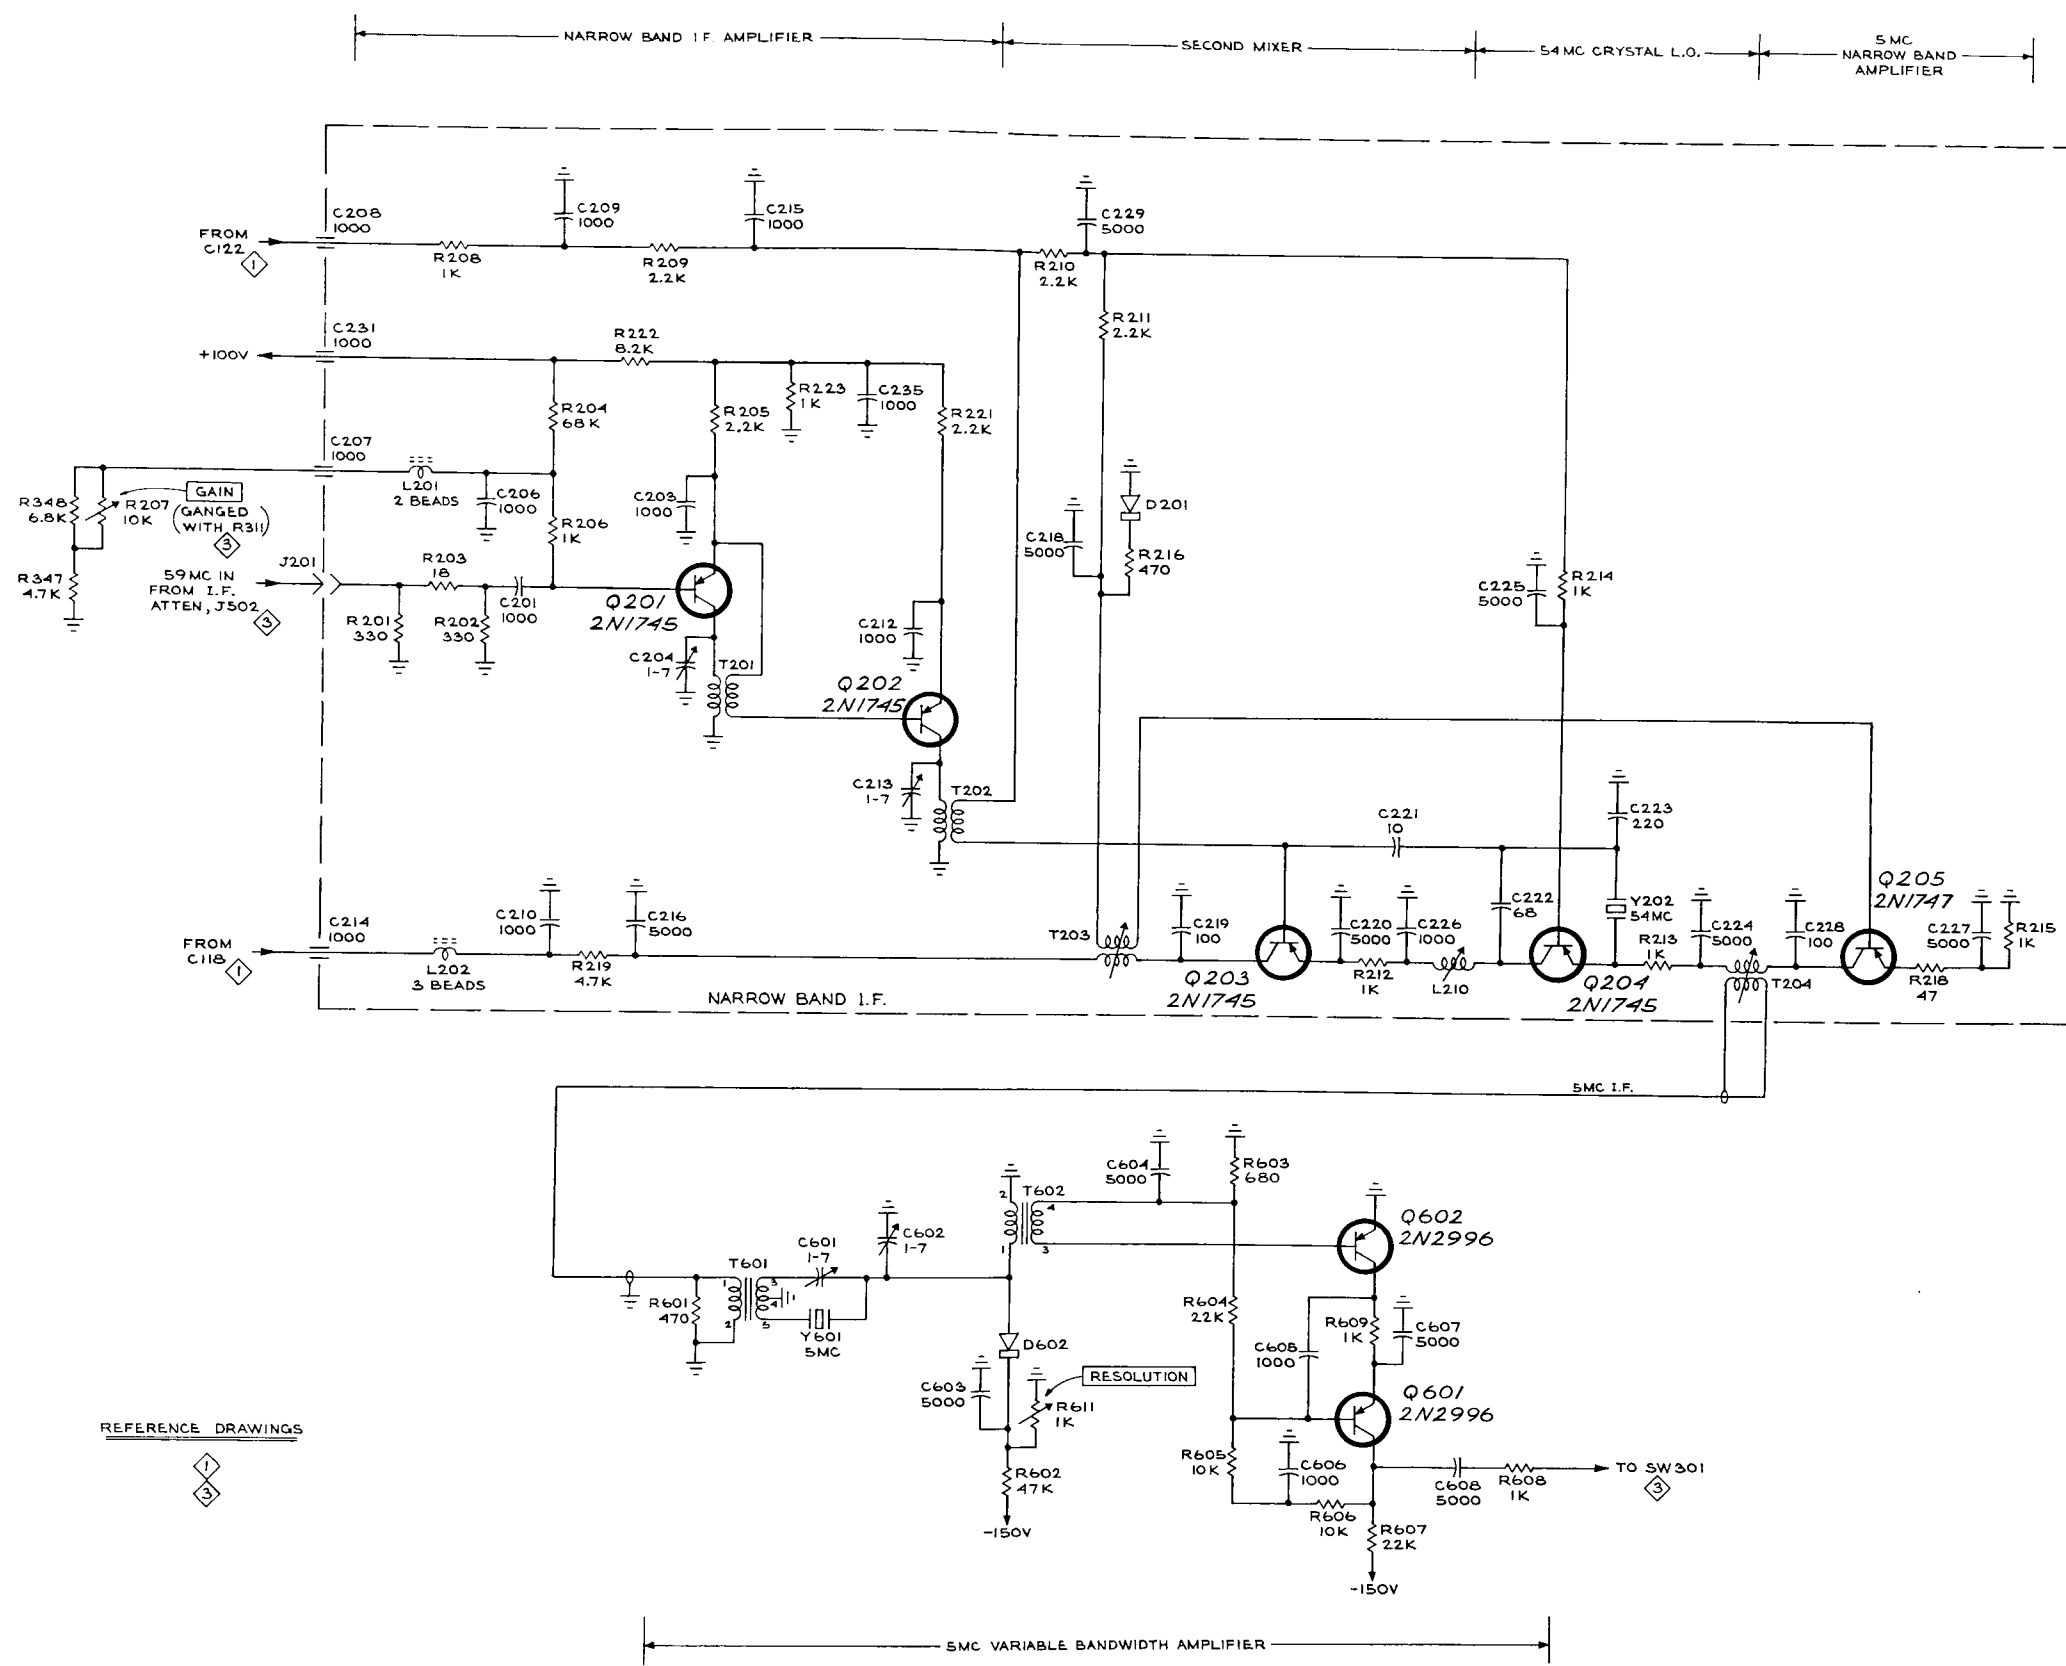 NARROW BAND I.F. AMPLIFIER
SECOND MIXER
54MC CRYSTAL L.O.
5MC
NARROW BAND
AMPLIFIER
FROM
C122
1
C208
1000
R208
1K
C209
1000
R209
2.2K
C215
1000
R210
2.2K
C229
5000
R211
2.2K
+100V
C231
1000
R222
8.2K
R204
68K
R205
2.2K
R223
1K
C235
1000
R221
2.2K
C207
1000
L201
2 BEADS
C206
1000
R206
1K
C203
1000
R348
6.8K
R207
10K
GAIN
(GANGED
WITH R311)
3
R347
4.7K
59MC IN
FROM I.F.
ATTEN, J502
3
J201
R203
18
R201
330
R202
330
C201
1000
Q201
2N1745
C204
1-7
T201
C212
1000
Q202
2N1745
C213
1-7
T202
D201
C218
5000
R216
470
C225
5000
R214
1K
C221
10
C223
220
C222
68
Y202
54MC
FROM
C118
1
C214
1000
L202
3 BEADS
C210
1000
R219
4.7K
C216
5000
T203
C219
100
Q203
2N1745
C220
5000
R212
1K
C226
1000
L210
Q204
2N1745
R213
1K
C224
5000
T204
C228
100
Q205
2N1747
C227
5000
R215
1K
R218
47
NARROW BAND I.F.
5MC I.F.
C604
5000
R603
680
2
T602
4
1
3
Q602
2N2996
C601
1-7
C602
1-7
T601
1
2
3
4
5
R601
470
Y601
5MC
R604
22K
R609
1K
C607
5000
C605
1000
D602
C603
5000
RESOLUTION
R611
1K
Q601
2N2996
R602
47K
-150V
R605
10K
C606
1000
R606
10K
C608
5000
R608
1K
TO SW301
3
R607
22K
-150V
REFERENCE DRAWINGS
1
3
5MC VARIABLE BANDWIDTH AMPLIFIER